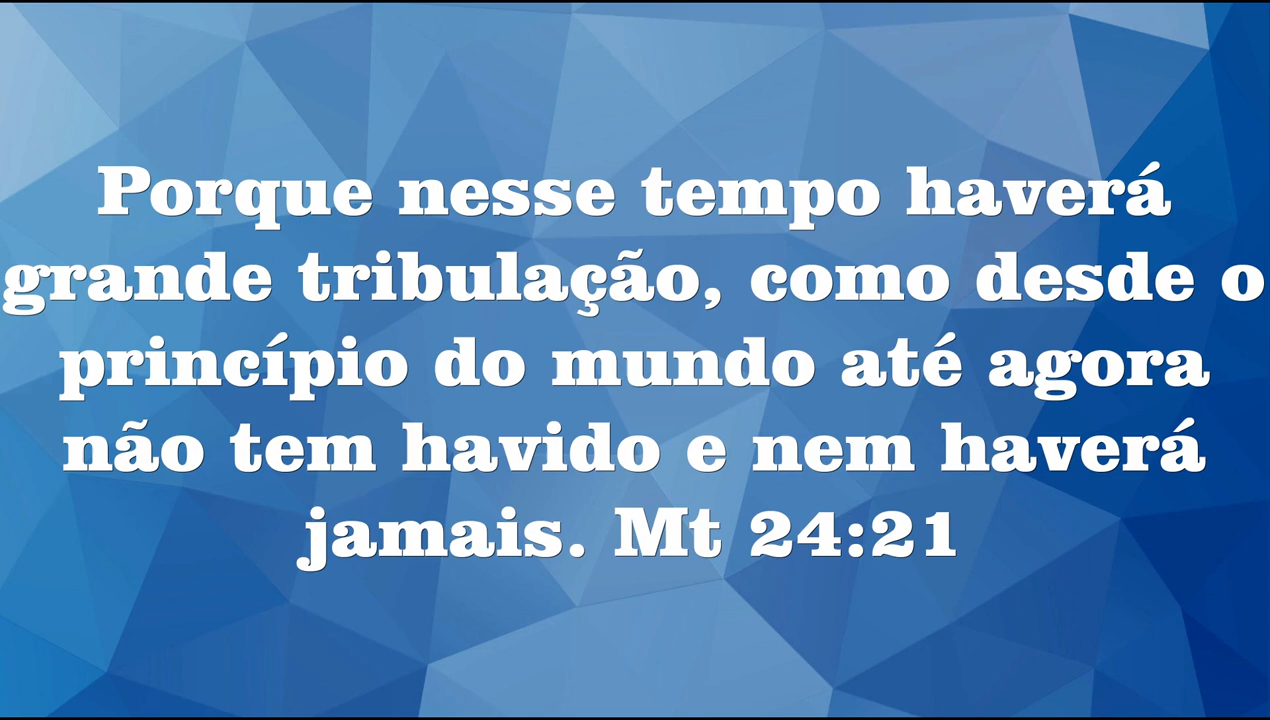 Porque nesse tempo haverá
grande tribulação, como desde o
princípio do mundo até agora
não tem havido e nem haverá
jamais. Mt 24:21